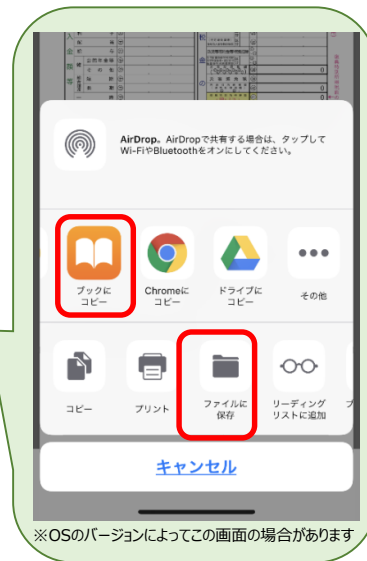 AirDrop。AirDropで共有する場合は、タップして
Wi-FiやBluetoothをオンにしてください。
ブックに
コピー
Chromeに
コピー
ドライブに
コピー
その他
コピー
プリント
ファイルに
保存
リーディング
リストに追加
キャンセル
※OSのバージョンによってこの画面の場合があります